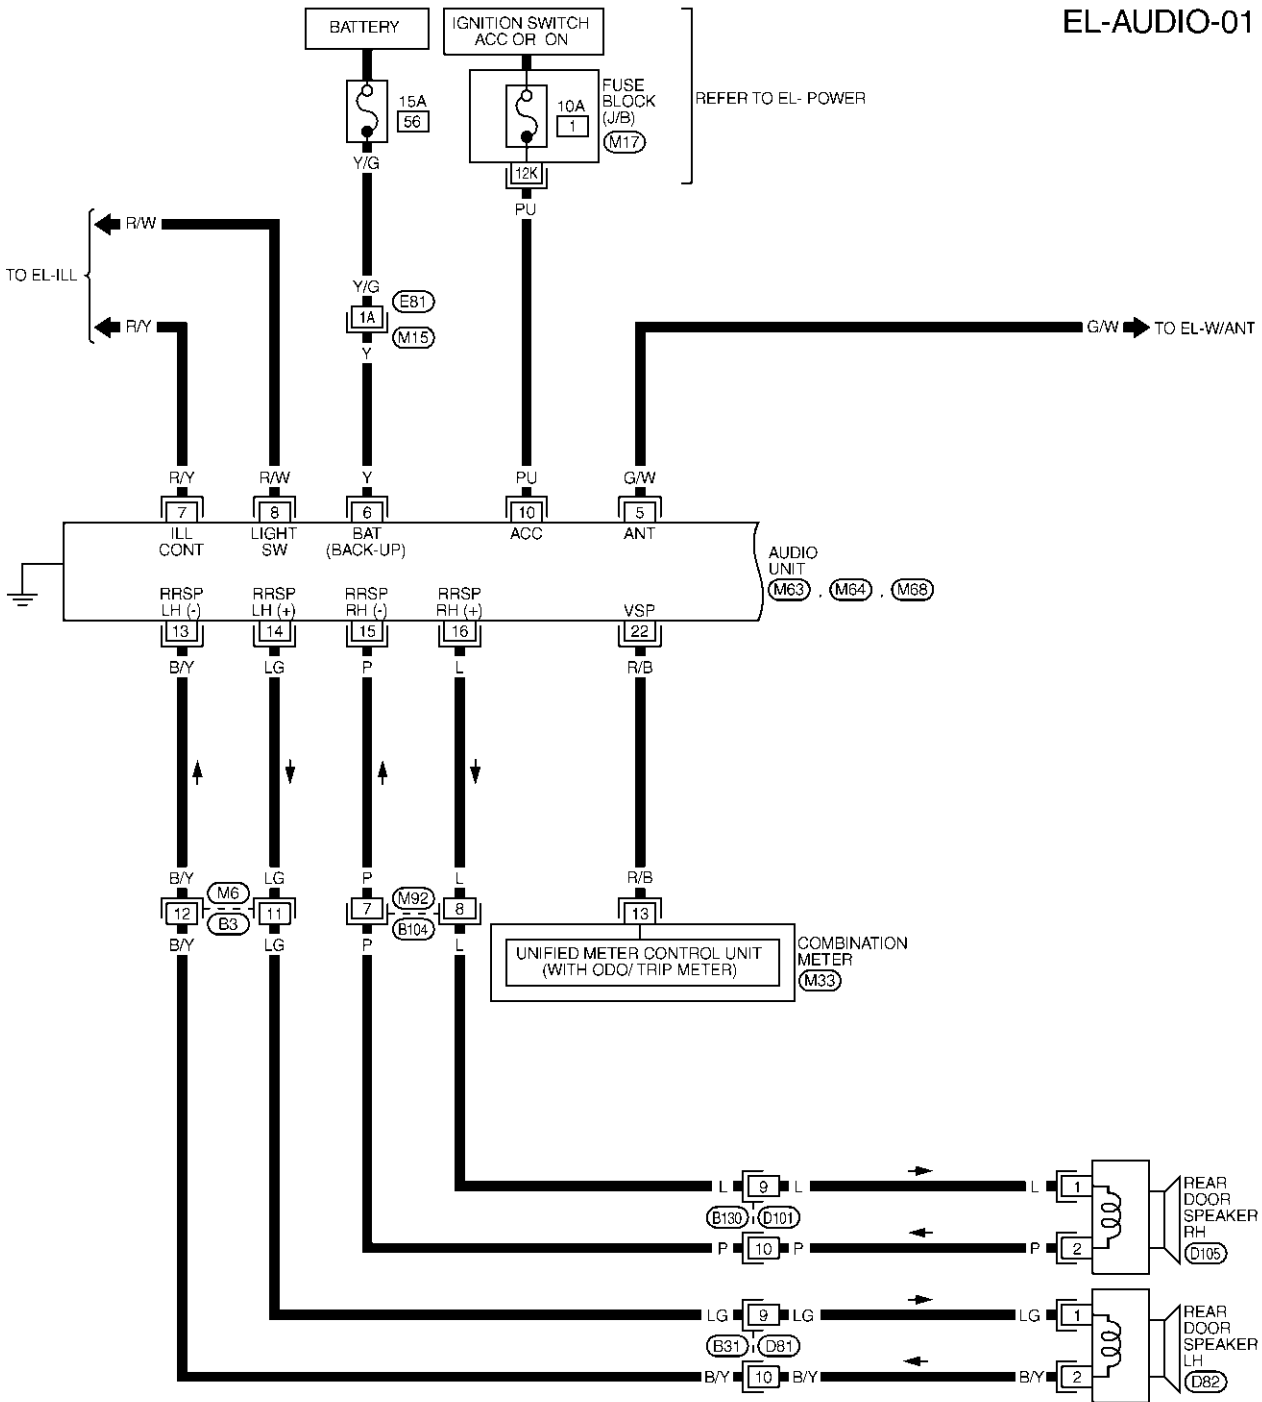 EL-AUDIO-01
BATTERY
IGNITION SWITCH
ACC OR ON
15A
56
10A
1
FUSE
BLOCK
(J/B)
M17
REFER TO EL- POWER
12K
Y/G
PU
R/W
TO EL-ILL
R/Y
Y/G
1A
E81
M15
Y
G/W
TO EL-W/ANT
R/Y
R/W
Y
PU
G/W
7
8
6
10
5
ILL
CONT
LIGHT
SW
BAT
(BACK-UP)
ACC
ANT
AUDIO
UNIT
M63 , M64 , M68
RRSP
LH (-)
RRSP
LH (+)
RRSP
RH (-)
RRSP
RH (+)
VSP
13
14
15
16
22
B/Y
LG
P
L
R/B
B/Y
LG
P
L
R/B
12
M6
B3
11
7
M92
B104
8
13
B/Y
LG
P
L
UNIFIED METER CONTROL UNIT
(WITH ODO/ TRIP METER)
COMBINATION
METER
M33
L
9
L
L
1
B130
D101
P
10
P
P
2
REAR
DOOR
SPEAKER
RH
D105
LG
9
LG
LG
1
B31
D81
B/Y
10
B/Y
B/Y
2
REAR
DOOR
SPEAKER
LH
D82